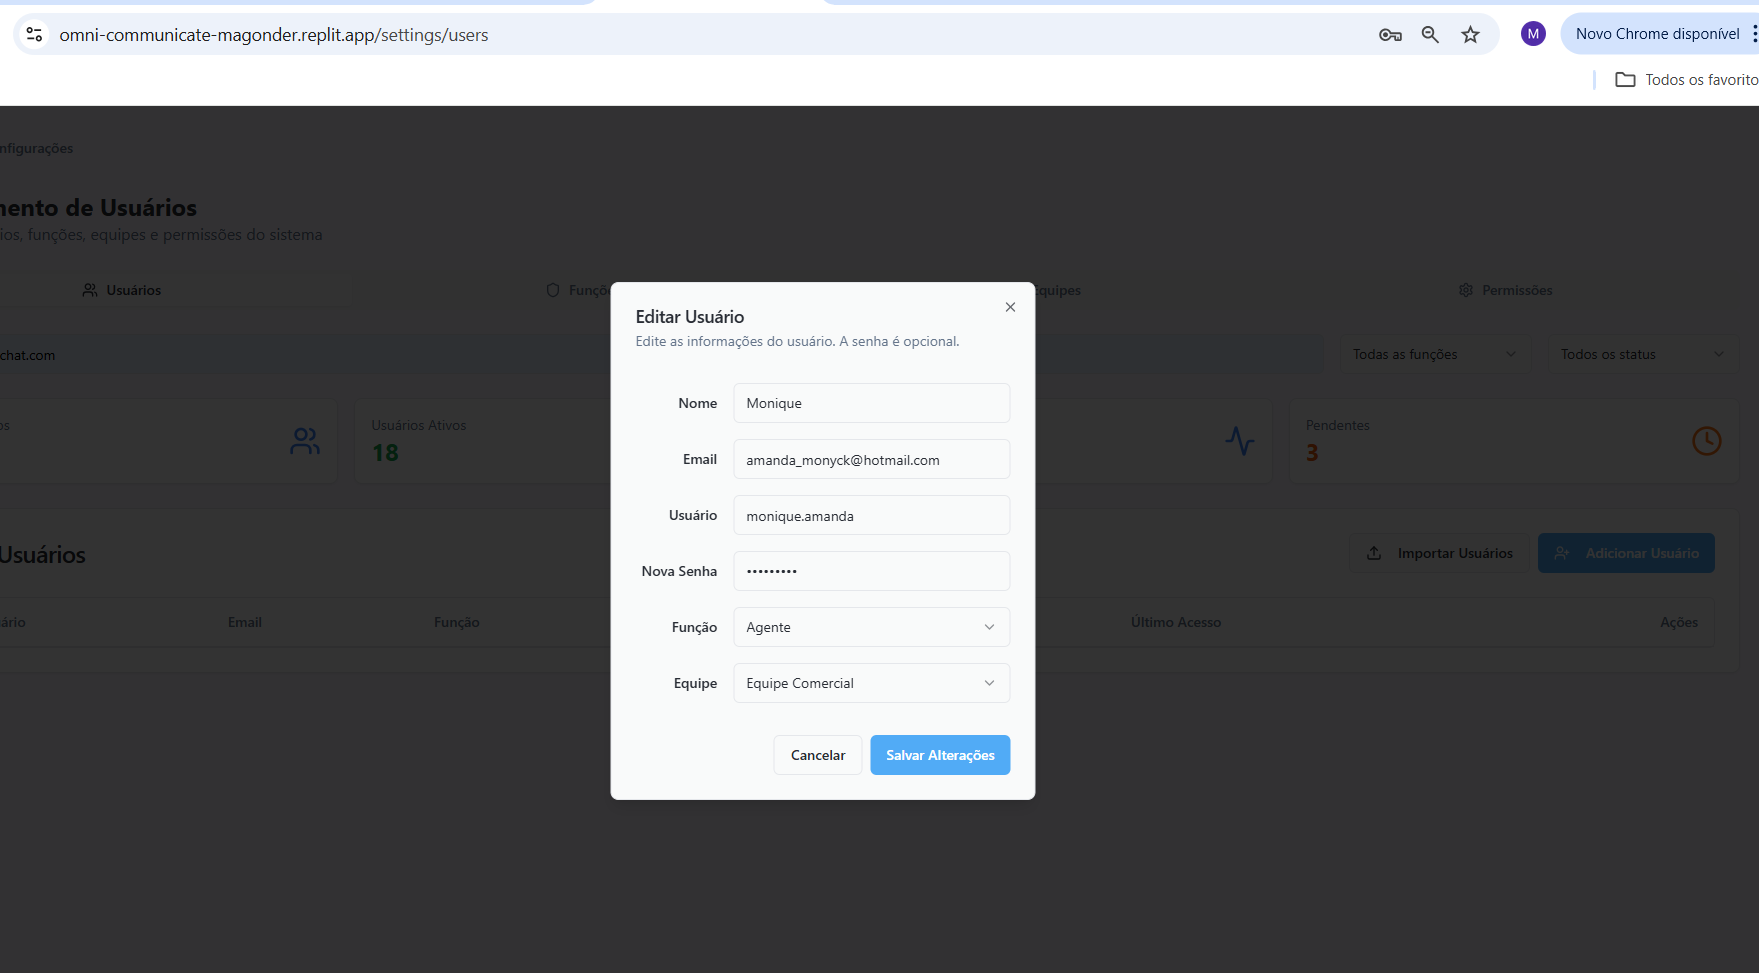 omni-communicate-magonder.replit.app/settings/users
M
Novo Chrome disponível
Todos os favorito
nfigurações
nento de Usuários
ios, funções, equipes e permissões do sistema
Usuários
Funçõ
Equipes
Permissões
chat.com
Todas as funções
Todos os status
os
Usuários Ativos
18
Pendentes
3
Usuários
Importar Usuários
Adicionar Usuário
ário
Email
Função
Último Acesso
Ações
Editar Usuário
Edite as informações do usuário. A senha é opcional.
Nome
Monique
Email
amanda_monyck@hotmail.com
Usuário
monique.amanda
Nova Senha
•••••••••
Função
Agente
Equipe
Equipe Comercial
Cancelar
Salvar Alterações